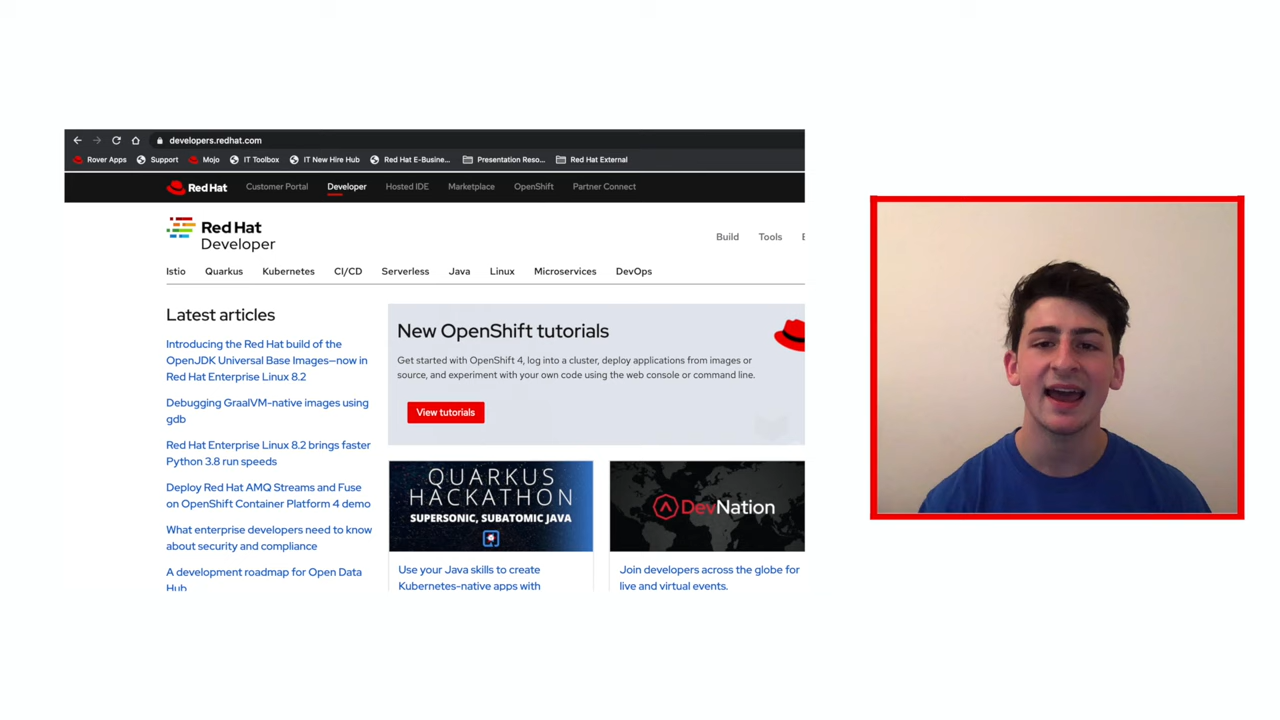 developers.redhat.com
Rover Apps Support Mojo IT Toolbox IT New Hire Hub Red Hat E-Busine... Presentation Reso... Red Hat External
Red Hat Customer Portal Developer Hosted IDE Marketplace OpenShift Partner Connect
Red Hat
Developer
Build Tools
Istio Quarkus Kubernetes CI/CD Serverless Java Linux Microservices DevOps
Latest articles
Introducing the Red Hat build of the
OpenJDK Universal Base Images—now in
Red Hat Enterprise Linux 8.2
Debugging GraalVM-native images using
gdb
Red Hat Enterprise Linux 8.2 brings faster
Python 3.8 run speeds
Deploy Red Hat AMQ Streams and Fuse
on OpenShift Container Platform 4 demo
What enterprise developers need to know
about security and compliance
A development roadmap for Open Data
Hub
New OpenShift tutorials
Get started with OpenShift 4, log into a cluster, deploy applications from images or
source, and experiment with your own code using the web console or command line.
View tutorials
QUARKUS
HACKATHON
SUPERSONIC, SUBATOMIC JAVA
Use your Java skills to create
Kubernetes-native apps with
DevNation
Join developers across the globe for
live and virtual events.